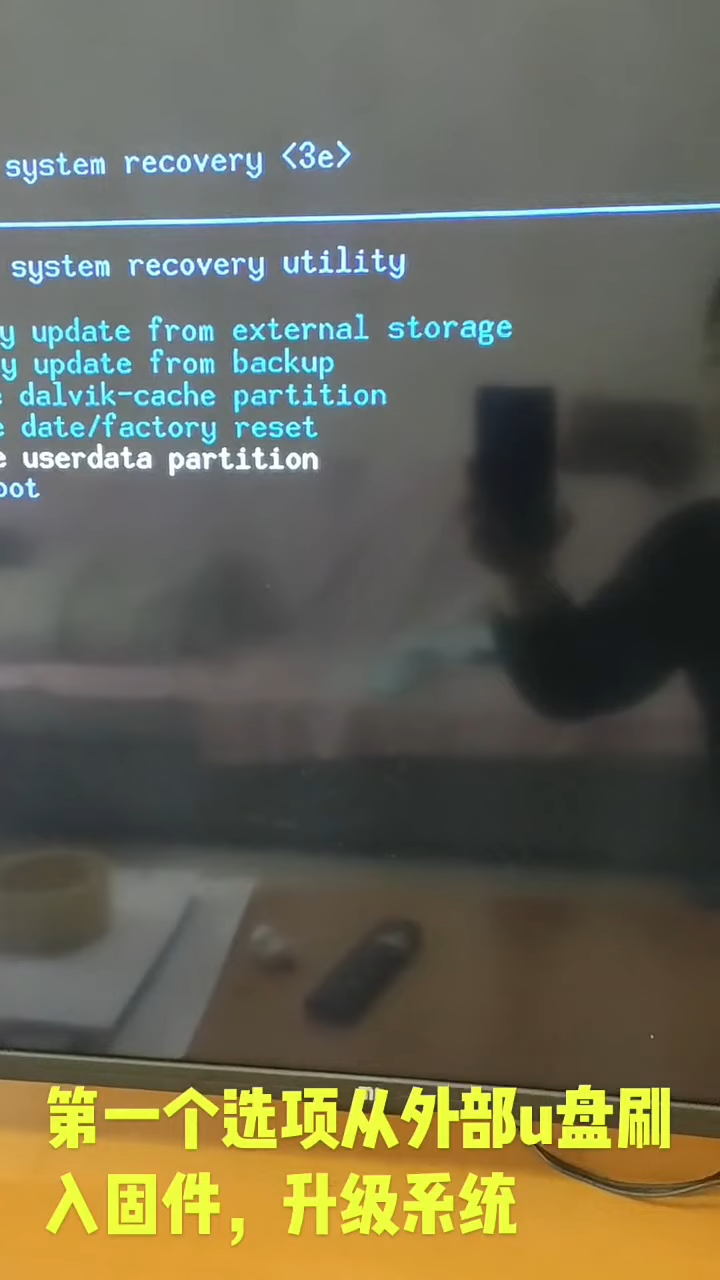 system recovery <3e>
system recovery utility
y update from external storage
y update from backup
e dalvik-cache partition
e date/factory reset
e userdata partition
oot
mi
第一个选项从外部u盘刷
入固件，升级系统